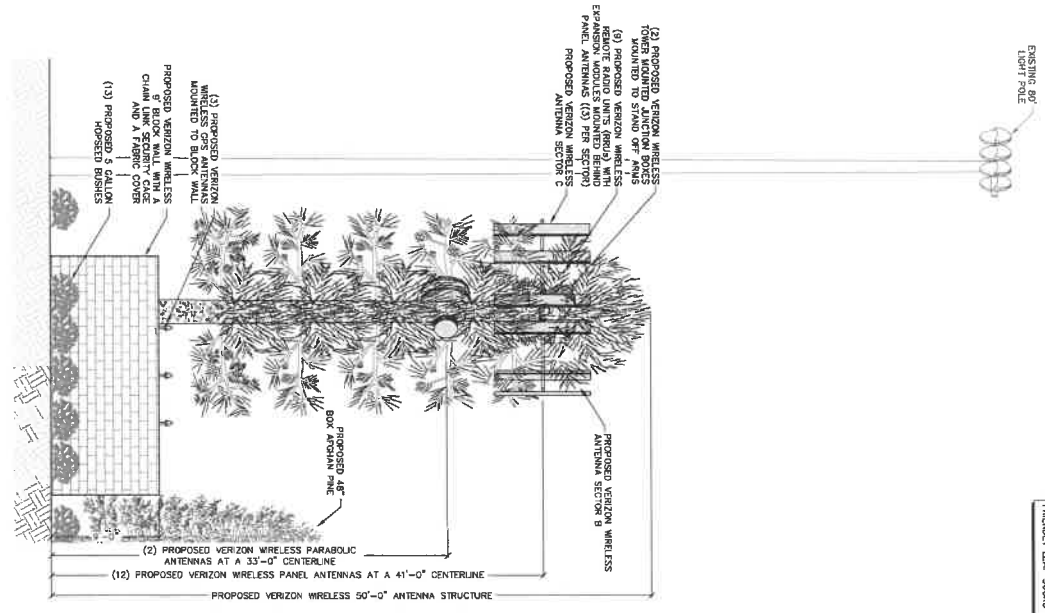 EXISTING 80'
LIGHT POLE
(2) PROPOSED VERIZON WIRELESS
TOWER MOUNTED JUNCTION BOXES
MOUNTED TO STAND OFF ARMS
(9) PROPOSED VERIZON WIRELESS
REMOTE RADIO UNITS (RRUs) WITH
EXPANSION MODULES MOUNTED BEHIND
PANEL ANTENNAS ((3) PER SECTOR)
PROPOSED VERIZON WIRELESS
ANTENNA SECTOR C
(3) PROPOSED VERIZON
WIRELESS GPS ANTENNAS
MOUNTED TO BLOCK WALL
PROPOSED VERIZON WIRELESS
9' BLOCK WALL WITH A
CHAIN LINK SECURITY CAGE
AND A FABRIC COVER
(13) PROPOSED 5 GALLON
HOPSEED BUSHES
PROPOSED VERIZON WIRELESS
ANTENNA SECTOR B
PROPOSED 48"
BOX AFGHAN PINE
(2) PROPOSED VERIZON WIRELESS PARABOLIC
ANTENNAS AT A 33'-0" CENTERLINE
(12) PROPOSED VERIZON WIRELESS PANEL ANTENNAS AT A 41'-0" CENTERLINE
PROPOSED VERIZON WIRELESS 50'-0" ANTENNA STRUCTURE